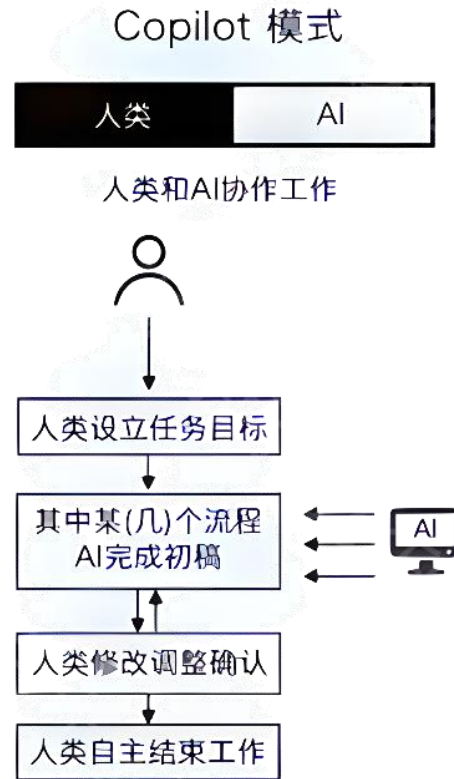 Copilot 模式
人类 AI
人类和AI协作工作
人类设立任务目标
其中某(几)个流程
AI完成初稿
AI
人类修改调整确认
人类自主结束工作